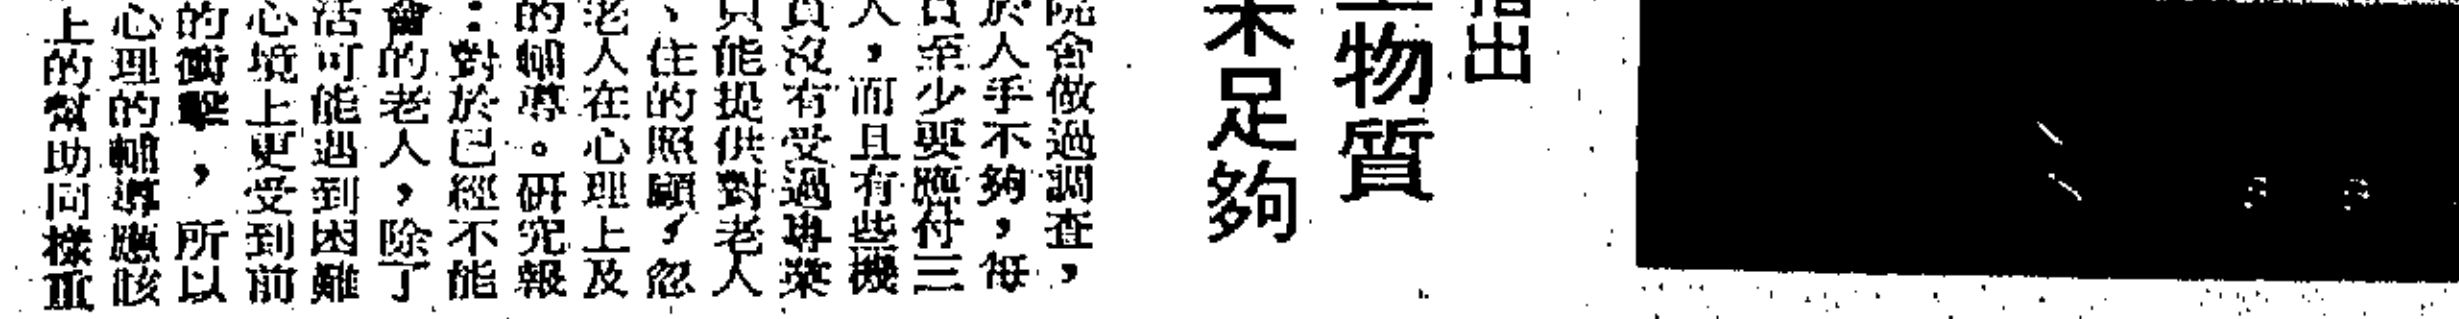 指出
物質
未足夠
院舍做過調查，
於人手不夠，每
員至少要應付三
人，而且有些機
員沒有受過專業
只能提供對老人
、住的照顧，忽
老人在心理上及
的輔導。研究報
：對於已經不能
會的老人，除了
活可能遇到困難
心境上更受到前
的衝擊，所以
心理的輔導應該
上的幫助同樣重